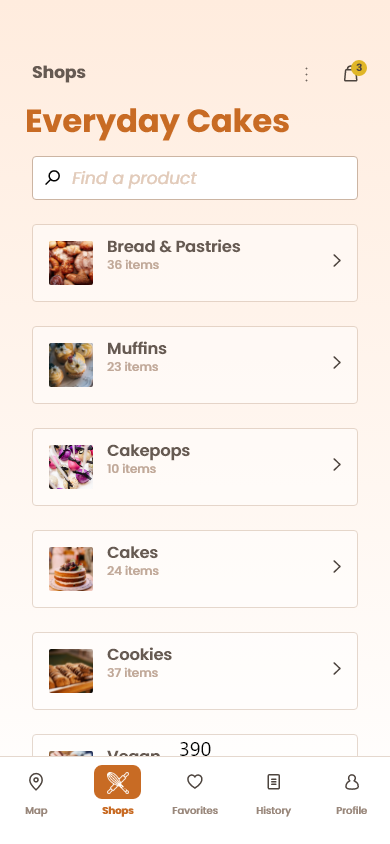 Shops
3
Everyday Cakes
Find a product
Bread & Pastries
36 items
Muffins
23 items
Cakepops
10 items
Cakes
24 items
Cookies
37 items
Vegan
390
Map
Shops
Favorites
History
Profile